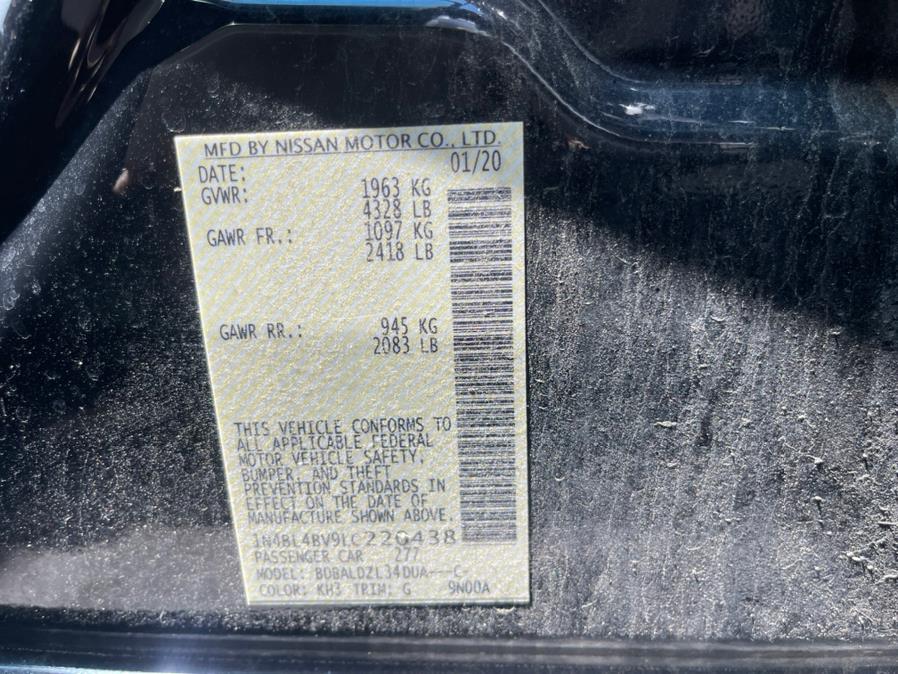 MFD BY NISSAN MOTOR CO., LTD.
DATE: 01/20
GVWR: 1963 KG
4328 LB
GAWR FR.: 1097 KG
2418 LB
GAWR RR.: 945 KG
2083 LB
THIS VEHICLE CONFORMS TO
ALL APPLICABLE FEDERAL
MOTOR VEHICLE SAFETY,
BUMPER, AND THEFT
PREVENTION STANDARDS IN
EFFECT ON THE DATE OF
MANUFACTURE SHOWN ABOVE.
1N4BL4BV9LC220438
PASSENGER CAR 277
MODEL: BDBALDZL34DUA---C-
COLOR: KH3 TRIM: G 9N00A